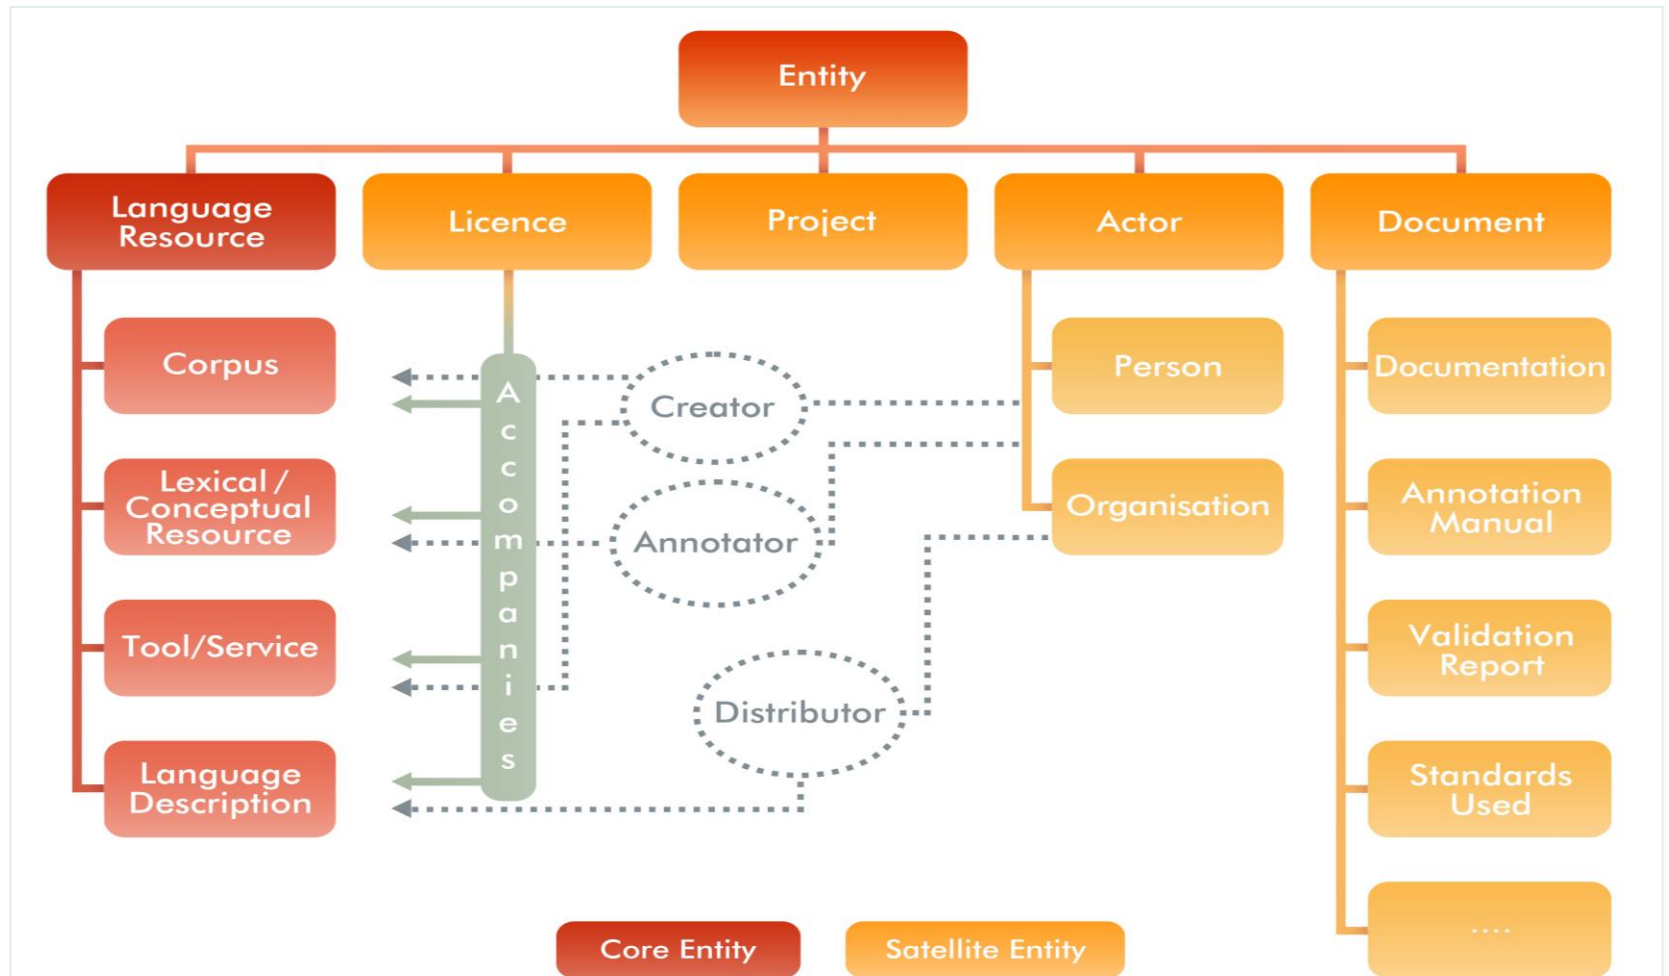 Entity
Language
Resource
Licence
Project
Actor
Document
Corpus
Lexical /
Conceptual
Resource
Tool/Service
Language
Description
Accompanies
Creator
Annotator
Distributor
Person
Organisation
Documentation
Annotation
Manual
Validation
Report
Standards
Used
....
Core Entity
Satellite Entity